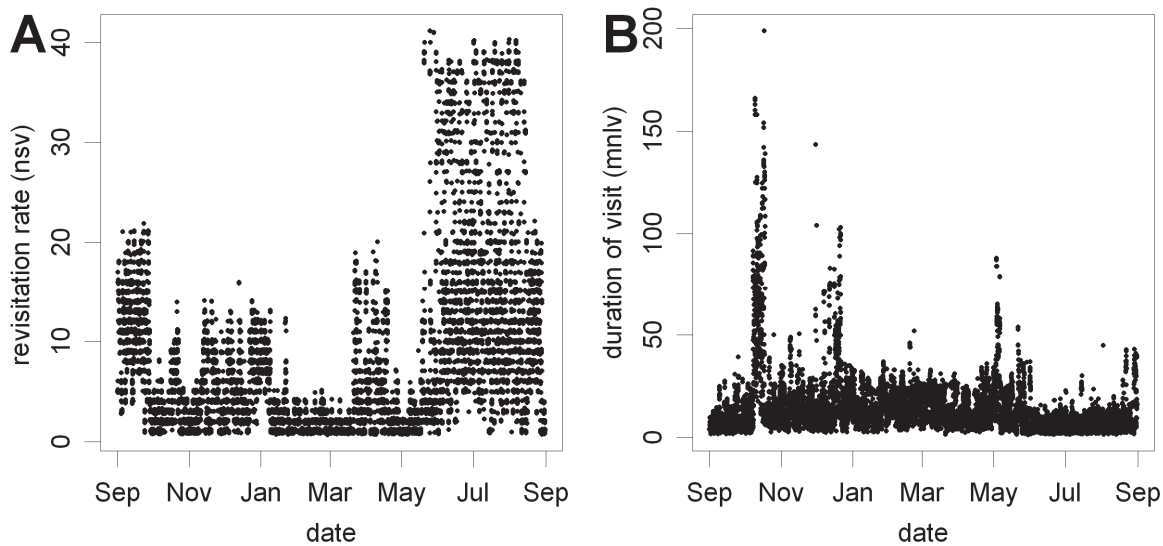 A
revisitation rate (nsv)
40
30
20
10
0
Sep Nov Jan Mar May Jul Sep
date
B
duration of visit (mnlv)
200
150
100
50
0
Sep Nov Jan Mar May Jul Sep
date